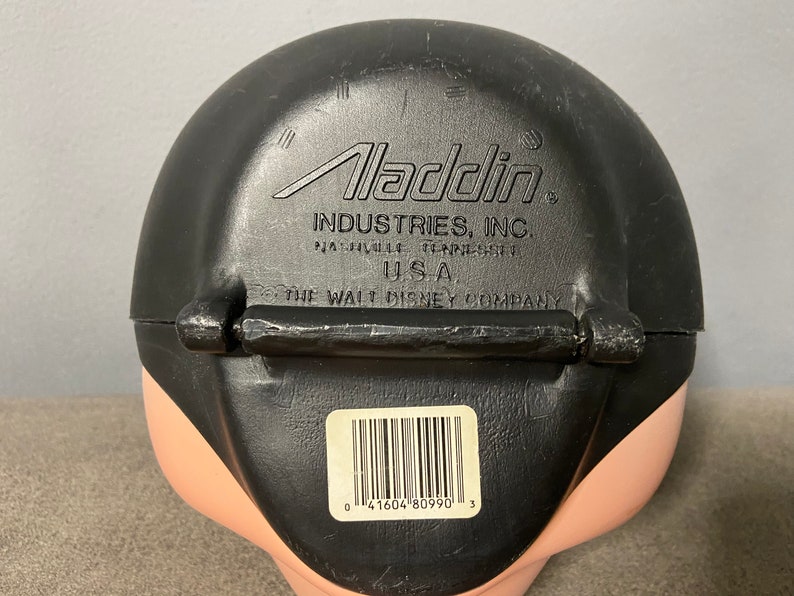 Aladdin®
INDUSTRIES, INC.
NASHVILLE, TENNESSEE
U.S.A.
THE WALT DISNEY COMPANY
0 41604 80990 3